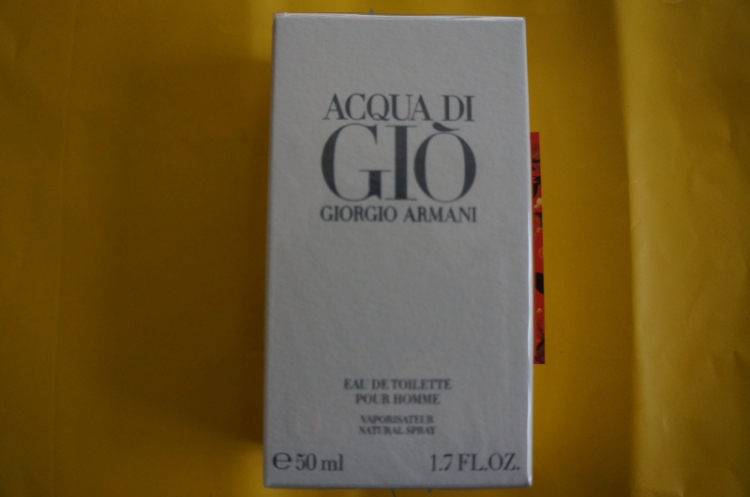 ACQUA DI
GIÒ
GIORGIO ARMANI
EAU DE TOILETTE
POUR HOMME
VAPORISATEUR
NATURAL SPRAY
℮ 50 ml 1.7 FL.OZ.